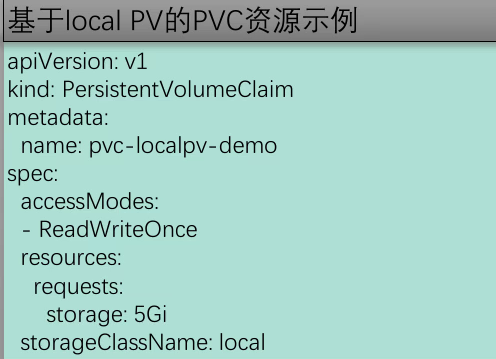 基于local PV的PVC资源示例
apiVersion: v1
kind: PersistentVolumeClaim
metadata:
  name: pvc-localpv-demo
spec:
  accessModes:
  - ReadWriteOnce
  resources:
    requests:
      storage: 5Gi
  storageClassName: local